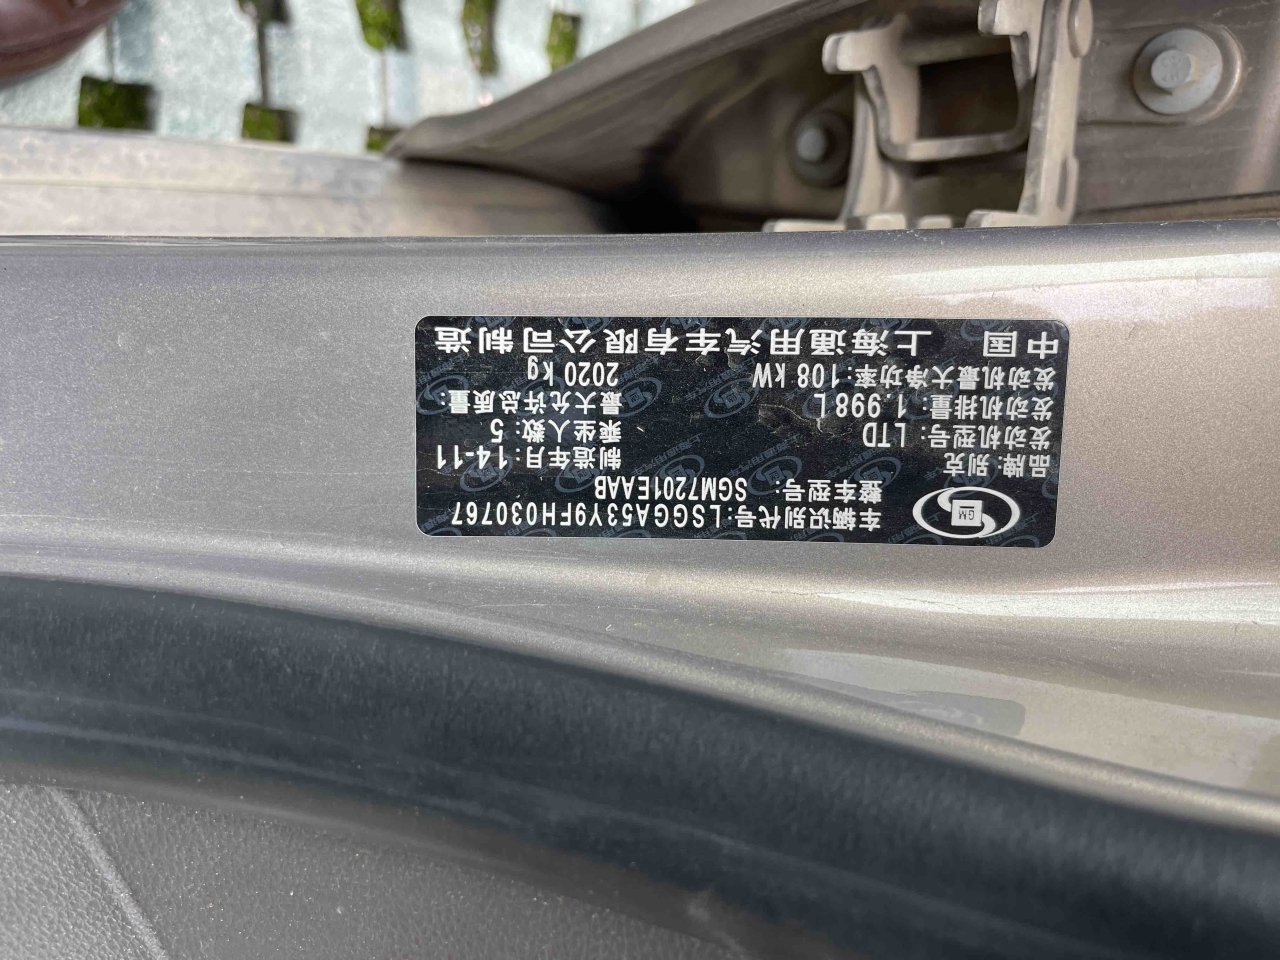 车辆识别代号:LSGGA53Y9FH030767
整车型号: SGM7201EAAB
品牌: 别克 制造年月:14-11
发动机型号: LTD 乘坐人数: 5
发动机排量: 1.998 L 最大允许总质量:
发动机最大净功率:108 kW 2020 kg
中国 上海通用汽车有限公司制造
GM